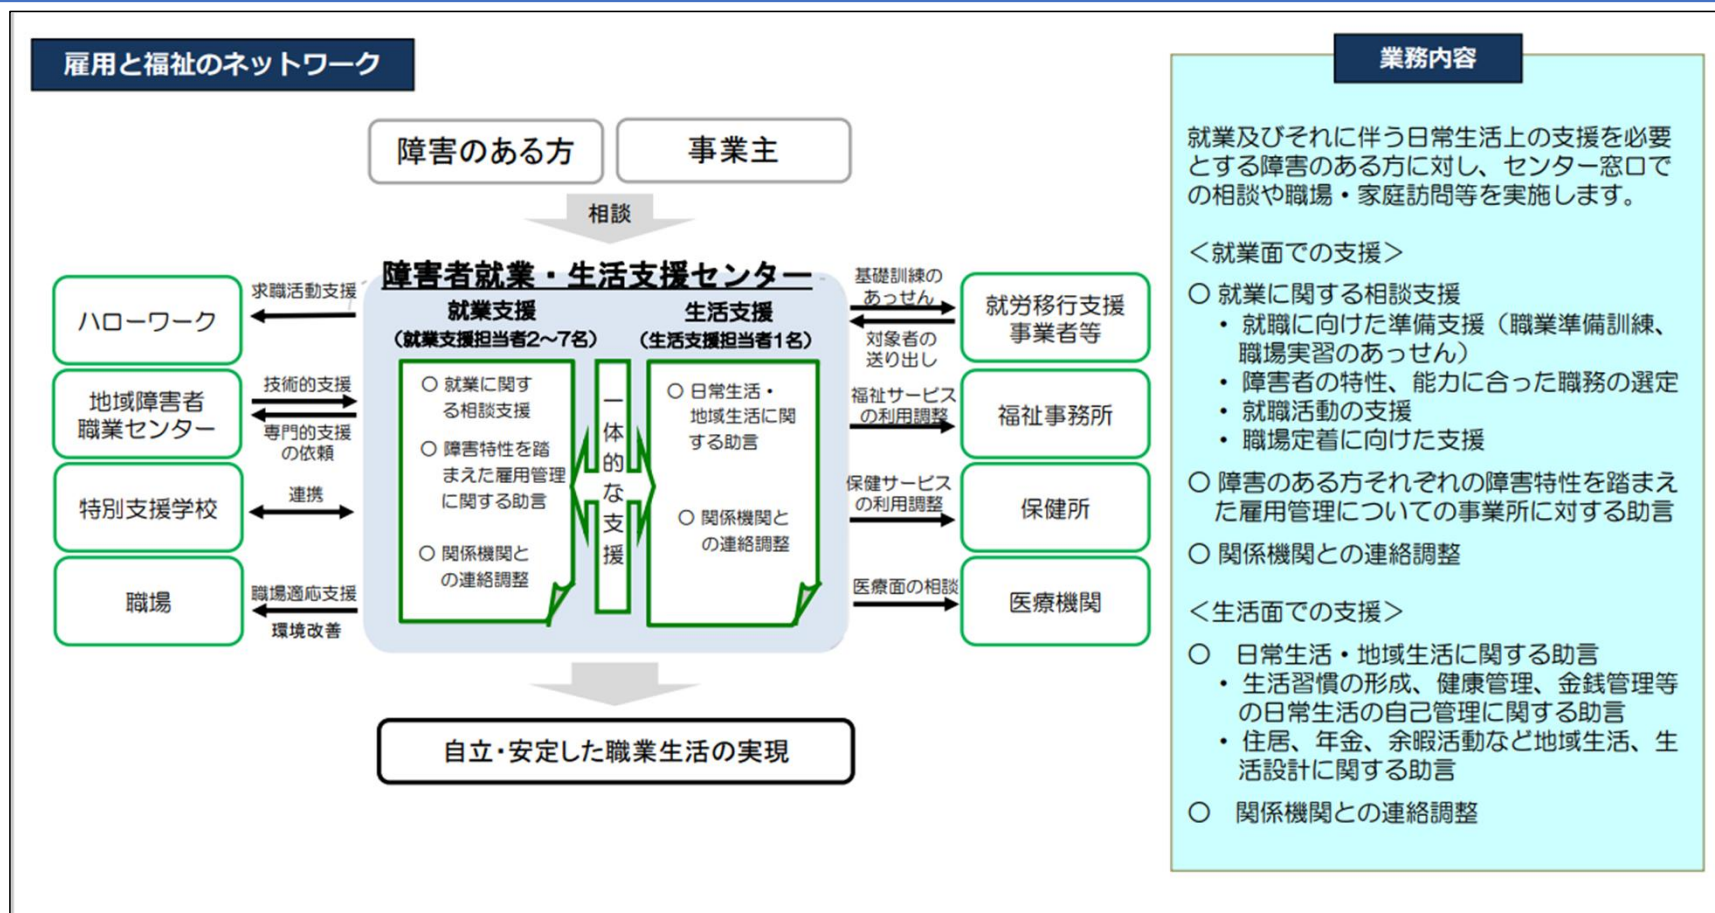 雇用と福祉のネットワーク
障害のある方
事業主
相談
障害者就業・生活支援センター
就業支援
(就業支援担当者2～7名)
生活支援
(生活支援担当者1名)
〇 就業に関す
る相談支援
〇 障害特性を踏
まえた雇用管理
に関する助言
〇 関係機関と
の連絡調整
一体的な支援
〇 日常生活・
地域生活に関
する助言
〇 関係機関と
の連絡調整
ハローワーク
求職活動支援
地域障害者
職業センター
技術的支援
専門的支援
の依頼
特別支援学校
連携
職場
職場適応支援
環境改善
基礎訓練の
あっせん
対象者の
送り出し
就労移行支援
事業者等
福祉サービス
の利用調整
福祉事務所
保健サービス
の利用調整
保健所
医療面の相談
医療機関
自立・安定した職業生活の実現
業務内容
就業及びそれに伴う日常生活上の支援を必要
とする障害のある方に対し、センター窓口で
の相談や職場・家庭訪問等を実施します。
＜就業面での支援＞
〇 就業に関する相談支援
・ 就職に向けた準備支援（職業準備訓練、
職場実習のあっせん）
・ 障害者の特性、能力に合った職務の選定
・ 就職活動の支援
・ 職場定着に向けた支援
〇 障害のある方それぞれの障害特性を踏まえ
た雇用管理についての事業所に対する助言
〇 関係機関との連絡調整
＜生活面での支援＞
〇 日常生活・地域生活に関する助言
・ 生活習慣の形成、健康管理、金銭管理等
の日常生活の自己管理に関する助言
・ 住居、年金、余暇活動など地域生活、生
活設計に関する助言
〇 関係機関との連絡調整